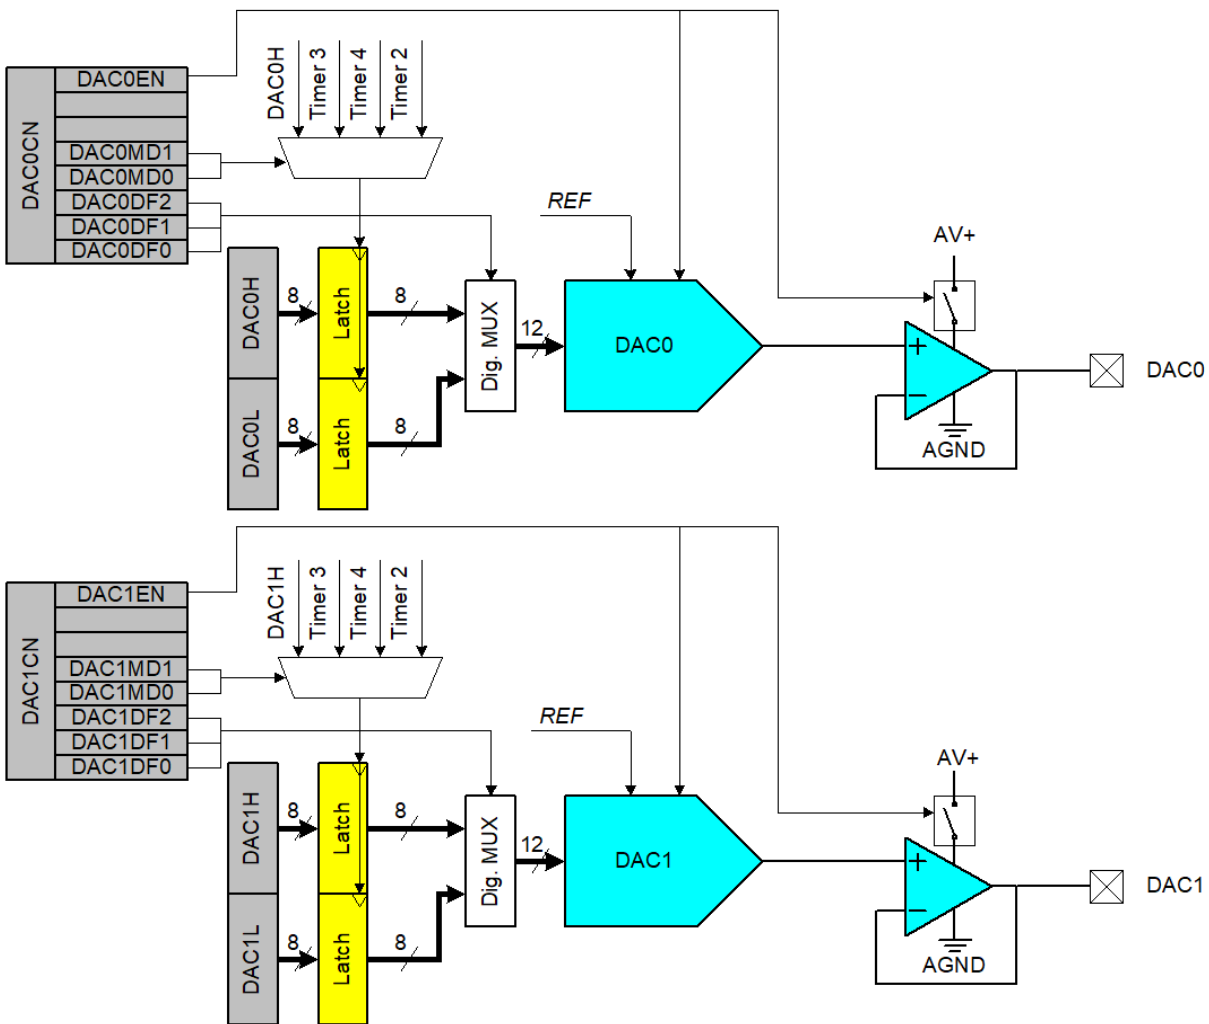 DAC0CN
DAC0EN
DAC0MD1
DAC0MD0
DAC0DF2
DAC0DF1
DAC0DF0
DAC0H
Timer 3
Timer 4
Timer 2
DAC0H
DAC0L
8
8
Latch
Latch
8
8
Dig. MUX
12
REF
DAC0
AV+
+
−
AGND
DAC0
DAC1CN
DAC1EN
DAC1MD1
DAC1MD0
DAC1DF2
DAC1DF1
DAC1DF0
DAC1H
Timer 3
Timer 4
Timer 2
DAC1H
DAC1L
8
8
Latch
Latch
8
8
Dig. MUX
12
REF
DAC1
AV+
+
−
AGND
DAC1